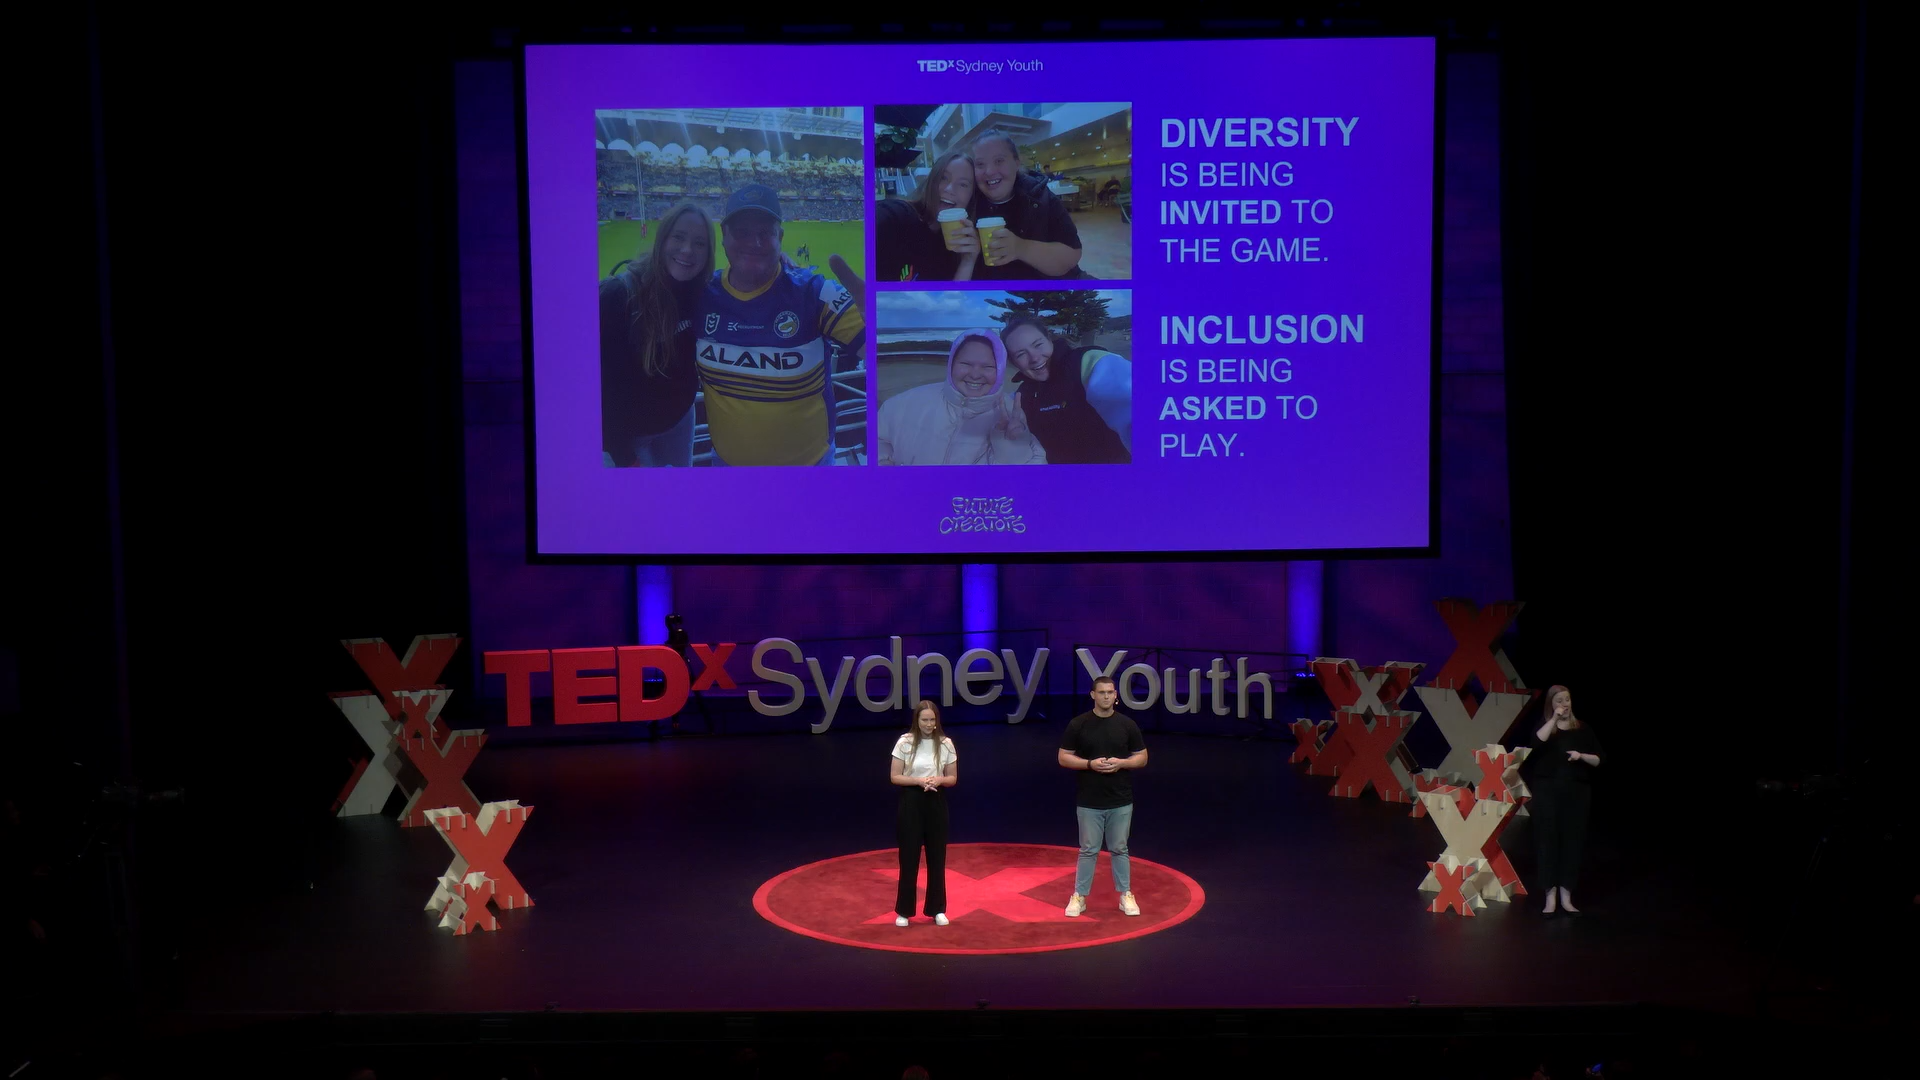 TEDx Sydney Youth
DIVERSITY
IS BEING
INVITED TO
THE GAME.
INCLUSION
IS BEING
ASKED TO
PLAY.
ALAND
FUTURE
CREATORS
TEDx Sydney Youth